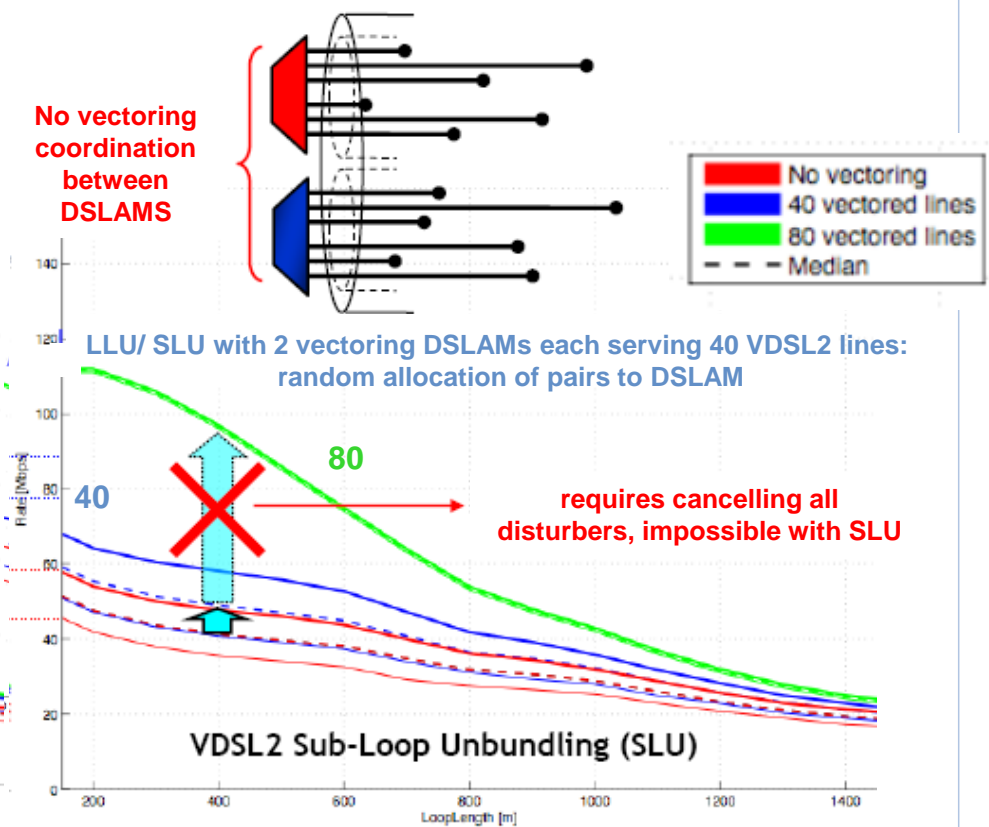 No vectoring
coordination
between
DSLAMS
No vectoring
40 vectored lines
80 vectored lines
Median
LLU/ SLU with 2 vectoring DSLAMs each serving 40 VDSL2 lines:
random allocation of pairs to DSLAM
140
120
100
80
60
40
20
0
Rate [Mbps]
40
80
requires cancelling all
disturbers, impossible with SLU
VDSL2 Sub-Loop Unbundling (SLU)
200
400
600
800
1000
1200
1400
LoopLength [m]